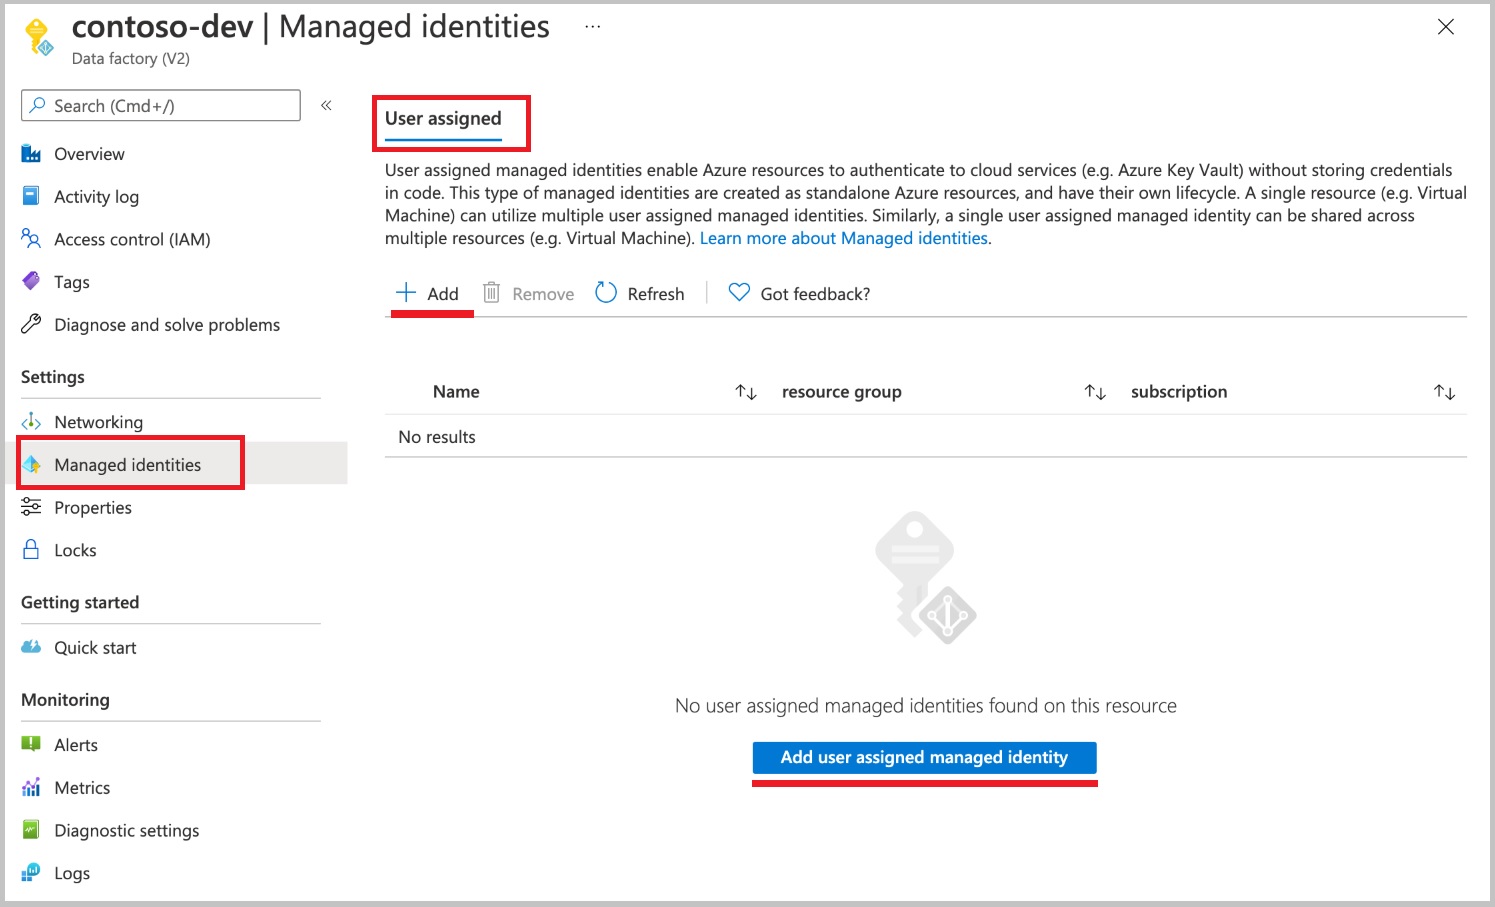 contoso-dev | Managed identities ...
Data factory (V2)
Search (Cmd+/)
«
Overview
Activity log
Access control (IAM)
Tags
Diagnose and solve problems
Settings
Networking
Managed identities
Properties
Locks
Getting started
Quick start
Monitoring
Alerts
Metrics
Diagnostic settings
Logs
User assigned
User assigned managed identities enable Azure resources to authenticate to cloud services (e.g. Azure Key Vault) without storing credentials
in code. This type of managed identities are created as standalone Azure resources, and have their own lifecycle. A single resource (e.g. Virtual
Machine) can utilize multiple user assigned managed identities. Similarly, a single user assigned managed identity can be shared across
multiple resources (e.g. Virtual Machine). Learn more about Managed identities.
Add Remove Refresh Got feedback?
Name resource group subscription
No results
No user assigned managed identities found on this resource
Add user assigned managed identity